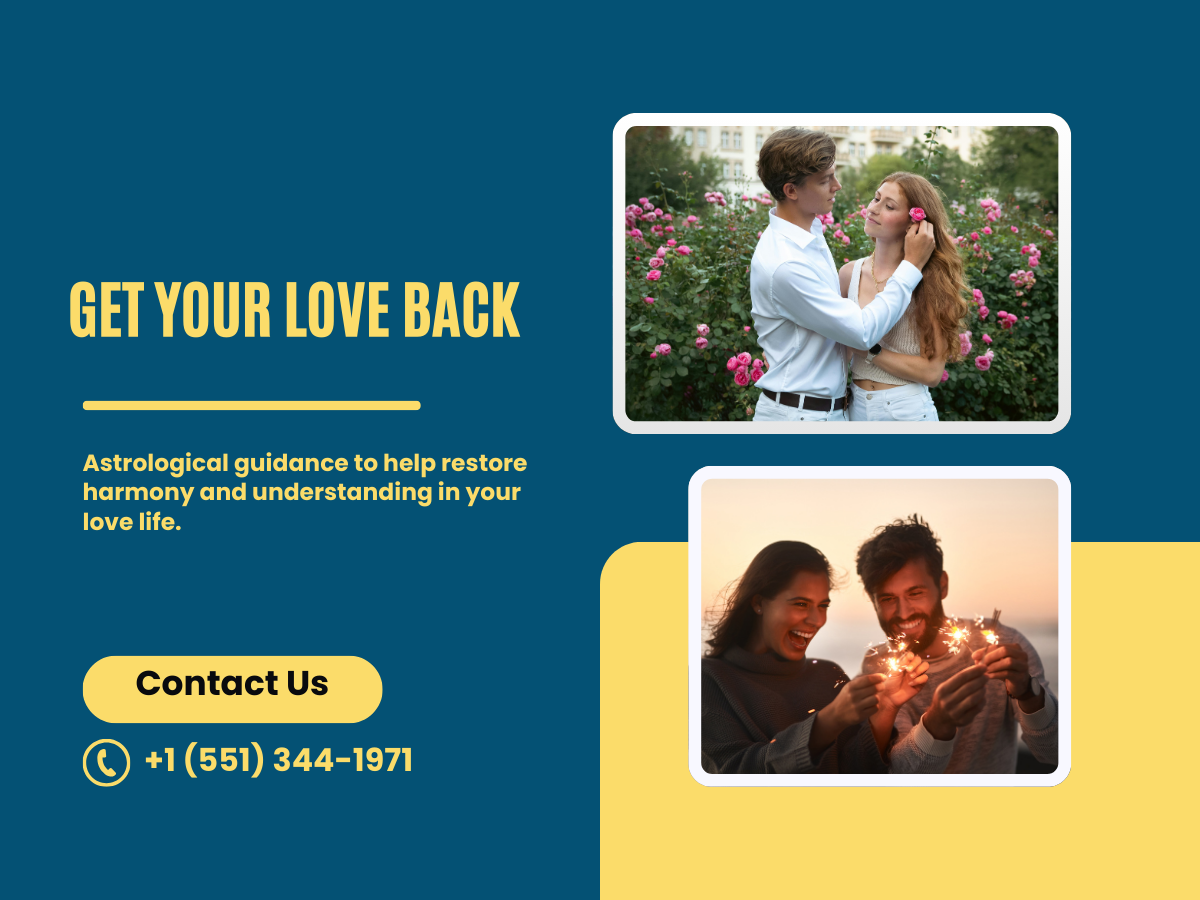 GET YOUR LOVE BACK
Astrological guidance to help restore
harmony and understanding in your
love life.
Contact Us
+1 (551) 344-1971